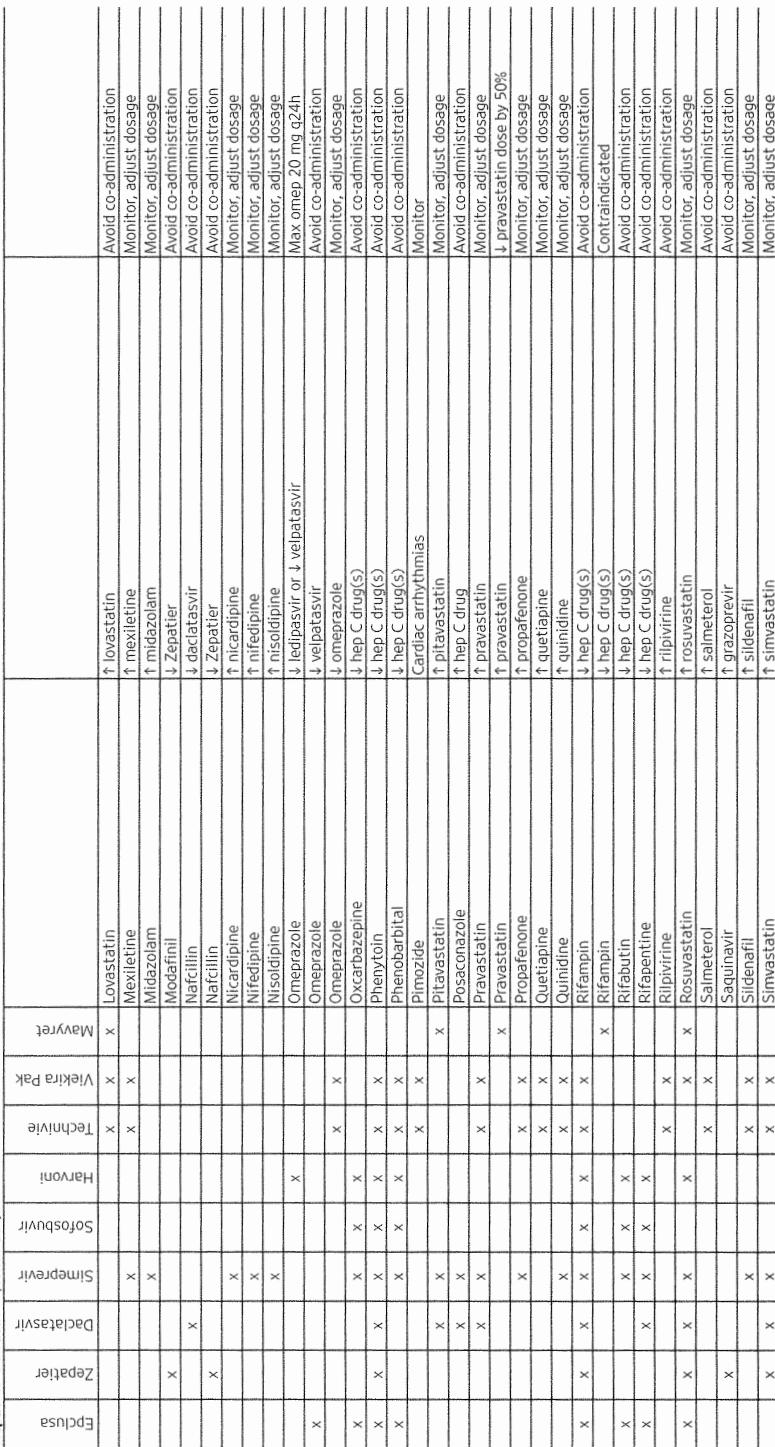 Epclusa Zepatier Daclatasvir Simeprevir Sofosbuvir Harvoni Technivie Viekira Pak Mavyret
x x x Lovastatin ↑ lovastatin Avoid co-administration
x x x Mexiletine ↑ mexiletine Monitor, adjust dosage
x Midazolam ↑ midazolam Monitor, adjust dosage
x Modafinil ↓ Zepatier Avoid co-administration
x Nafcillin ↓ daclatasvir Avoid co-administration
x Nafcillin ↓ Zepatier Avoid co-administration
x Nicardipine ↑ nicardipine Monitor, adjust dosage
x Nifedipine ↑ nifedipine Monitor, adjust dosage
x Nisoldipine ↑ nisoldipine Monitor, adjust dosage
x Omeprazole ↓ ledipasvir or ↓ velpatasvir Max omep 20 mg q24h
x Omeprazole ↓ velpatasvir Avoid co-administration
x x Omeprazole ↓ omeprazole Monitor, adjust dosage
x x x x Oxcarbazepine ↓ hep C drug(s) Avoid co-administration
x x x x x x x x Phenytoin ↓ hep C drug(s) Avoid co-administration
x x x x x x Phenobarbital ↓ hep C drug(s) Avoid co-administration
x x Pimozide Cardiac arrhythmias Monitor
x x x Pitavastatin ↑ pitavastatin Monitor, adjust dosage
x x Posaconazole ↑ hep C drug Avoid co-administration
x x x x Pravastatin ↑ pravastatin Monitor, adjust dosage
x Pravastatin ↑ pravastatin ↓ pravastatin dose by 50%
x x x Propafenone ↑ propafenone Monitor, adjust dosage
x x Quetiapine ↑ quetiapine Monitor, adjust dosage
x x x Quinidine ↑ quinidine Monitor, adjust dosage
x x x x x x x x Rifampin ↓ hep C drug(s) Avoid co-administration
x Rifampin ↓ hep C drug(s) Contraindicated
x x x x Rifabutin ↓ hep C drug(s) Avoid co-administration
x x x x x Rifapentine ↓ hep C drug(s) Avoid co-administration
x x Rilpivirine ↑ rilpivirine Monitor, adjust dosage
x x x x x x x Rosuvastatin ↑ rosuvastatin Monitor, adjust dosage
x x Salmeterol ↑ salmeterol Avoid co-administration
x Saquinavir ↑ grazoprevir Avoid co-administration
x x x Sildenafil ↑ sildenafil Monitor, adjust dosage
x x x x x Simvastatin ↑ simvastatin Monitor, adjust dosage